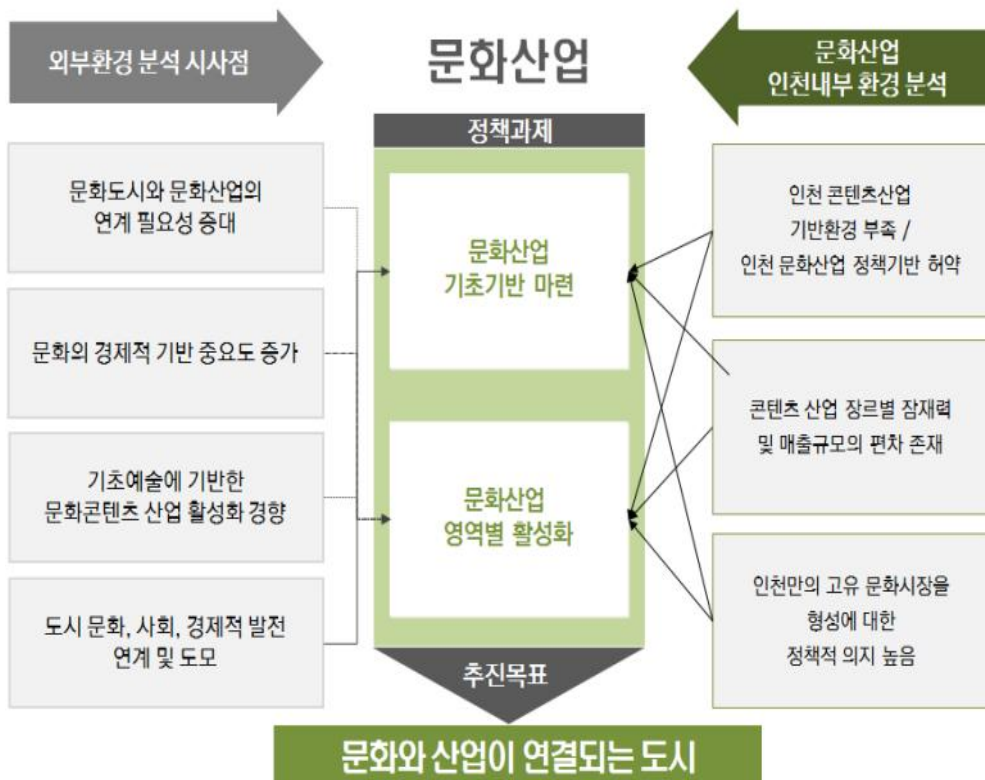 외부환경 분석 시사점
문화산업
문화산업
인천내부 환경 분석
정책과제
문화도시와 문화산업의
연계 필요성 증대
문화의 경제적 기반 중요도 증가
기초예술에 기반한
문화콘텐츠 산업 활성화 경향
도시 문화, 사회, 경제적 발전
연계 및 도모
문화산업
기초기반 마련
문화산업
영역별 활성화
인천 콘텐츠산업
기반환경 부족 /
인천 문화산업 정책기반 허약
콘텐츠 산업 장르별 잠재력
및 매출규모의 편차 존재
인천만의 고유 문화시장을
형성에 대한
정책적 의지 높음
추진목표
문화와 산업이 연결되는 도시